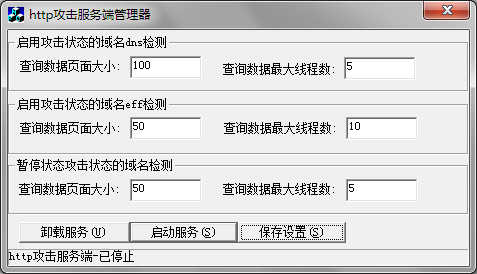 http攻击服务端管理器
启用攻击状态的域名dns检测
查询数据页面大小: 100 查询数据最大线程数: 5
启用攻击状态的域名eff检测
查询数据页面大小: 50 查询数据最大线程数: 10
暂停状态攻击状态的域名检测
查询数据页面大小: 50 查询数据最大线程数: 5
卸载服务(U) 启动服务(S) 保存设置(S)
http攻击服务端-已停止